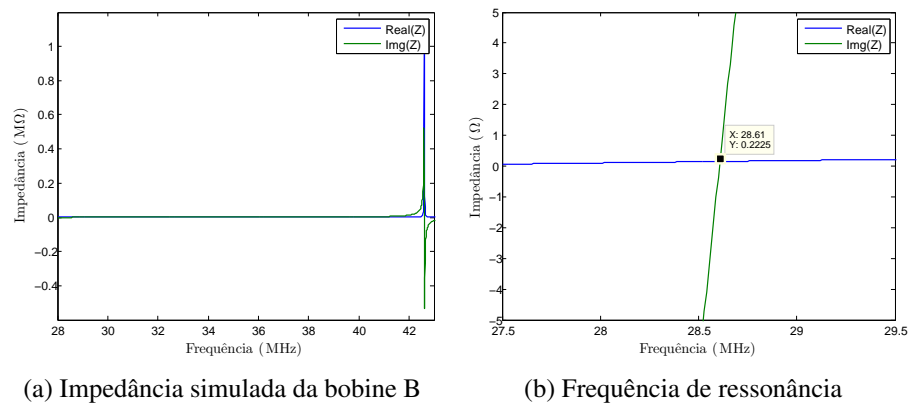 Real(Z)
Img(Z)
Impedância (MΩ)
1
0.8
0.6
0.4
0.2
0
−0.2
−0.4
28
30
32
34
36
38
40
42
Frequência (MHz)
(a) Impedância simulada da bobine B
Real(Z)
Img(Z)
X: 28.61
Y: 0.2225
Impedância (Ω)
5
4
3
2
1
0
−1
−2
−3
−4
−5
27.5
28
28.5
29
29.5
Frequência (MHz)
(b) Frequência de ressonância